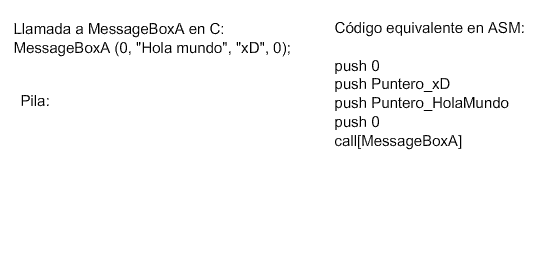 Llamada a MessageBoxA en C:
MessageBoxA (0, "Hola mundo", "xD", 0);
Pila:
Código equivalente en ASM:
push 0
push Puntero_xD
push Puntero_HolaMundo
push 0
call[MessageBoxA]